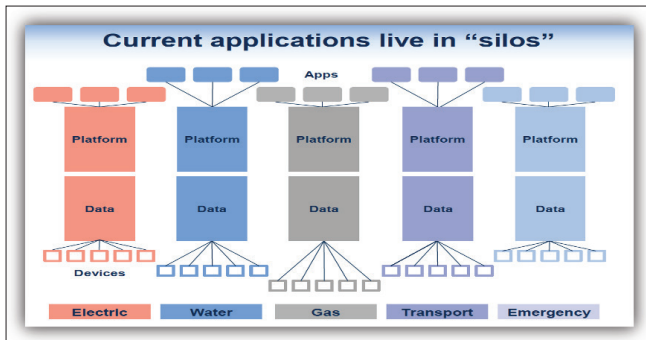 Current applications live in “silos”
Apps
Platform Platform Platform Platform Platform
Data Data Data Data Data
Devices
Electric Water Gas Transport Emergency